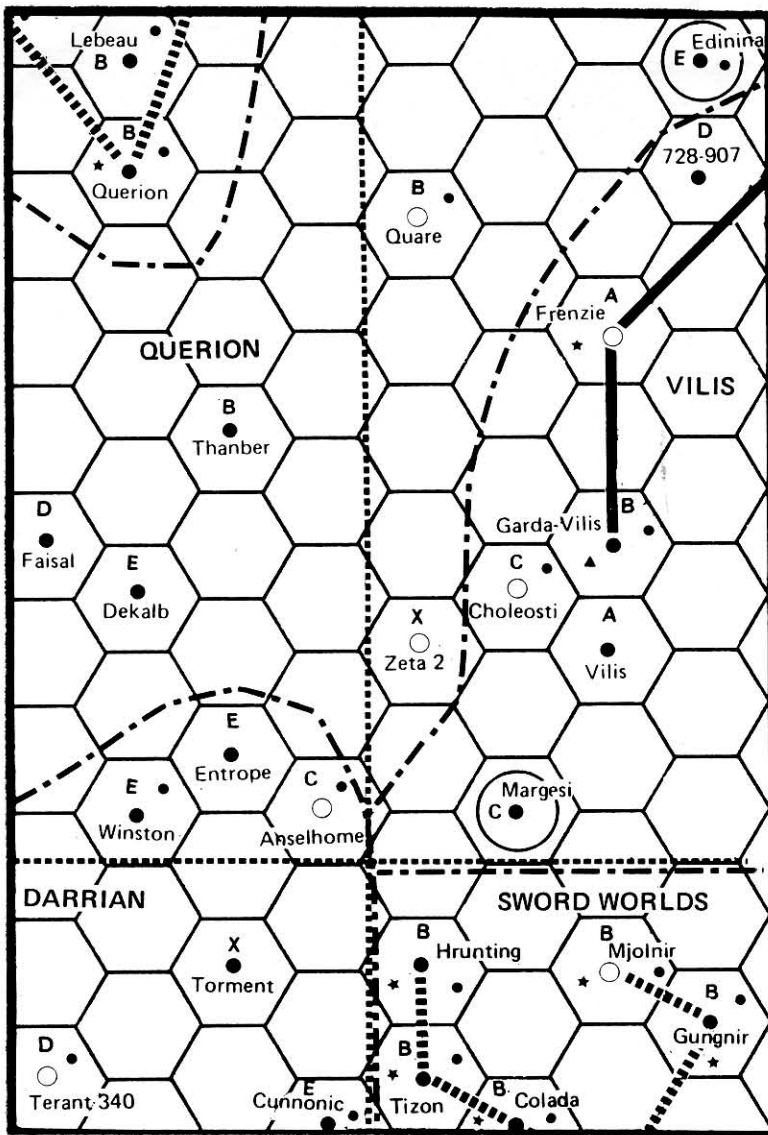 Lebeau
B
E
Edinina
B
Querion
D
728-907
B
Quare
A
Frenzie
QUERION
VILIS
B
Thanber
D
Faisal
B
Garda-Vilis
E
Dekalb
C
Choleosti
X
Zeta 2
A
Vilis
E
Entrope
E
Winston
C
Anselhome
Margesi
C
DARRIAN
SWORD WORLDS
X
Torment
B
Hrunting
B
Mjolnir
B
Gungnir
D
Terant 340
E
Cunnonic
B
Tizon
B
Colada